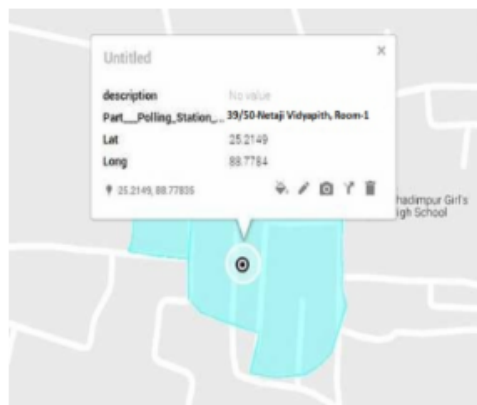 Untitled
description No value
Part__Polling_Station_... 39/50-Netaji Vidyapith, Room-1
Lat 25.2149
Long 88.7784
25.2149, 88.77835
hadimpur Girl's
igh School